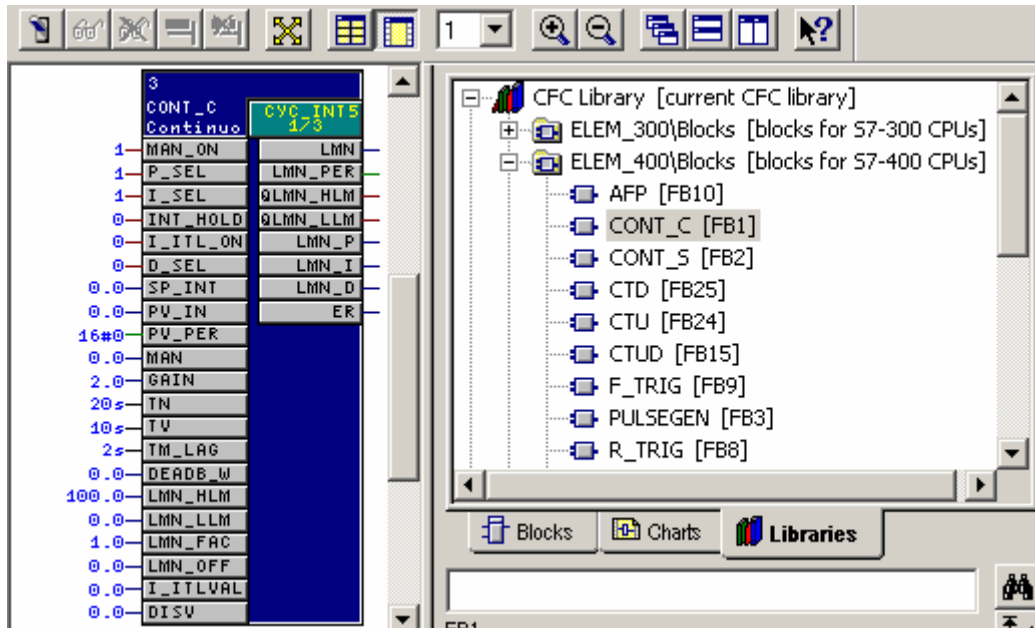 1
3
CONT_C
Continuo
CYC_INT5
1/3
1 MAN_ON LMN
1 P_SEL LMN_PER
1 I_SEL QLMN_HLM
0 INT_HOLD QLMN_LLM
0 I_ITL_ON LMN_P
0 D_SEL LMN_I
0.0 SP_INT LMN_D
0.0 PV_IN ER
16#0 PV_PER
0.0 MAN
2.0 GAIN
20s TN
10s TV
2s TM_LAG
0.0 DEADB_W
100.0 LMN_HLM
0.0 LMN_LLM
1.0 LMN_FAC
0.0 LMN_OFF
0.0 I_ITLVAL
0.0 DISV
CFC Library [current CFC library]
ELEM_300\Blocks [blocks for S7-300 CPUs]
ELEM_400\Blocks [blocks for S7-400 CPUs]
AFP [FB10]
CONT_C [FB1]
CONT_S [FB2]
CTD [FB25]
CTU [FB24]
CTUD [FB15]
F_TRIG [FB9]
PULSEGEN [FB3]
R_TRIG [FB8]
Blocks Charts Libraries
FB1